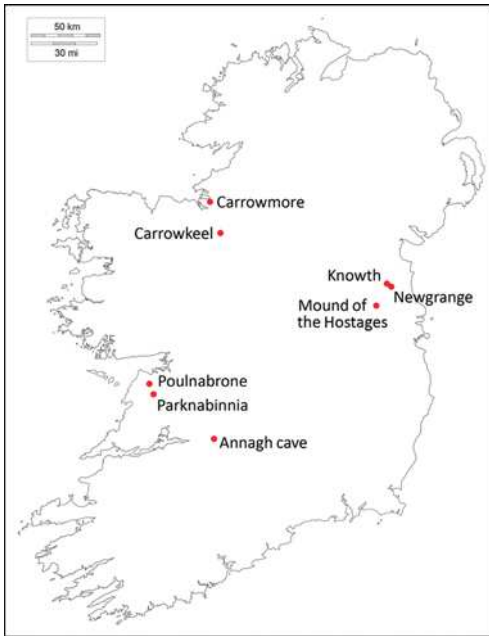 50 km
30 mi
Carrowmore
Carrowkeel
Knowth
Newgrange
Mound of
the Hostages
Poulnabrone
Parknabinnia
Annagh cave